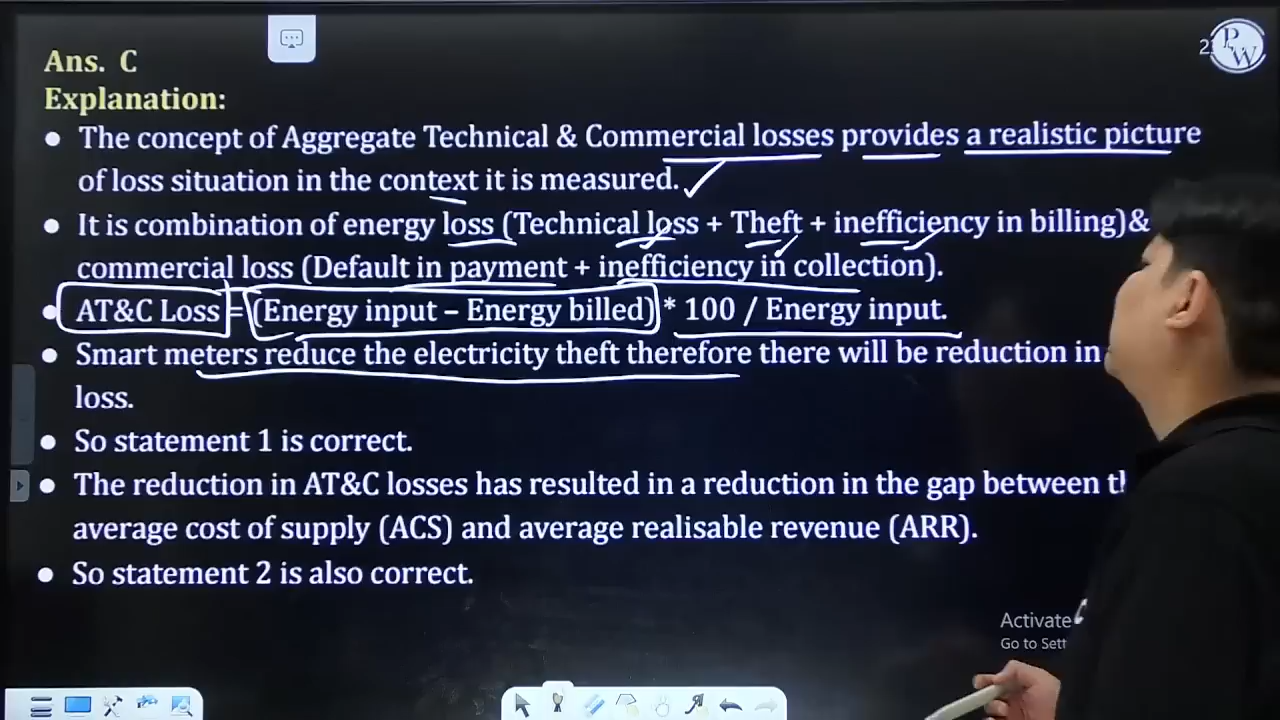 Ans. C
Explanation:
● The concept of Aggregate Technical & Commercial losses provides a realistic picture
of loss situation in the context it is measured.
● It is combination of energy loss (Technical loss + Theft + inefficiency in billing)&
commercial loss (Default in payment + inefficiency in collection).
● AT&C Loss = (Energy input – Energy billed) * 100 / Energy input.
● Smart meters reduce the electricity theft therefore there will be reduction in
loss.
● So statement 1 is correct.
● The reduction in AT&C losses has resulted in a reduction in the gap between
average cost of supply (ACS) and average realisable revenue (ARR).
● So statement 2 is also correct.
PW
Activate
Go to Sett